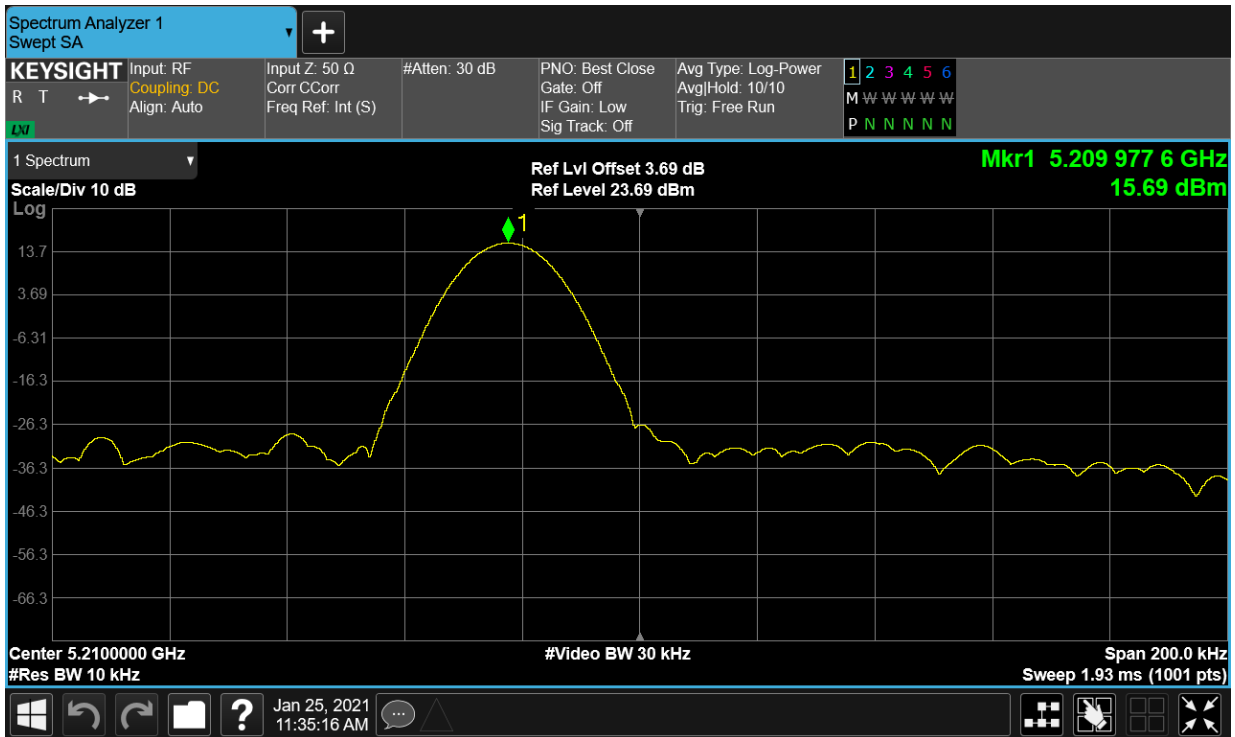 Spectrum Analyzer 1
Swept SA
KEYSIGHT
R T
LXI
Input: RF
Coupling: DC
Align: Auto
Input Z: 50 Ω
Corr CCorr
Freq Ref: Int (S)
#Atten: 30 dB
PNO: Best Close
Gate: Off
IF Gain: Low
Sig Track: Off
Avg Type: Log-Power
Avg|Hold: 10/10
Trig: Free Run
1 2 3 4 5 6
M W W W W W
P N N N N N
1 Spectrum
Scale/Div 10 dB
Log
Ref Lvl Offset 3.69 dB
Ref Level 23.69 dBm
Mkr1 5.209 977 6 GHz
15.69 dBm
1
13.7
3.69
-6.31
-16.3
-26.3
-36.3
-46.3
-56.3
-66.3
Center 5.2100000 GHz
#Res BW 10 kHz
#Video BW 30 kHz
Span 200.0 kHz
Sweep 1.93 ms (1001 pts)
?
Jan 25, 2021
11:35:16 AM